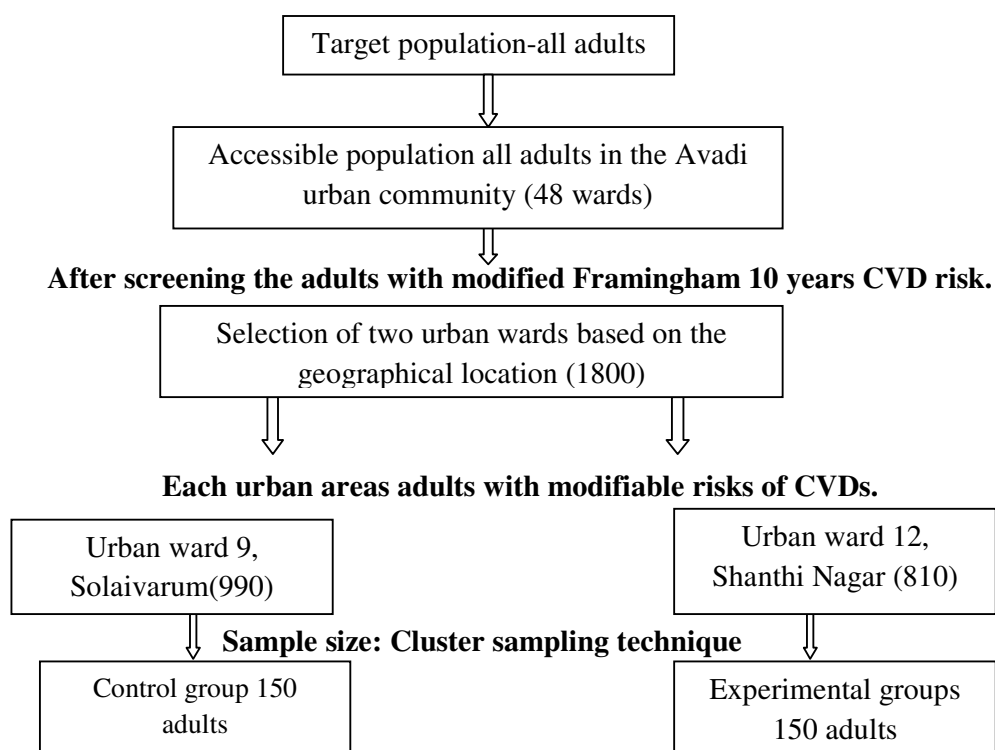 Target population-all adults
Accessible population all adults in the Avadi
urban community (48 wards)
After screening the adults with modified Framingham 10 years CVD risk.
Selection of two urban wards based on the
geographical location (1800)
Each urban areas adults with modifiable risks of CVDs.
Urban ward 9,
Solaivarum(990)
Urban ward 12,
Shanthi Nagar (810)
Sample size: Cluster sampling technique
Control group 150
adults
Experimental groups
150 adults